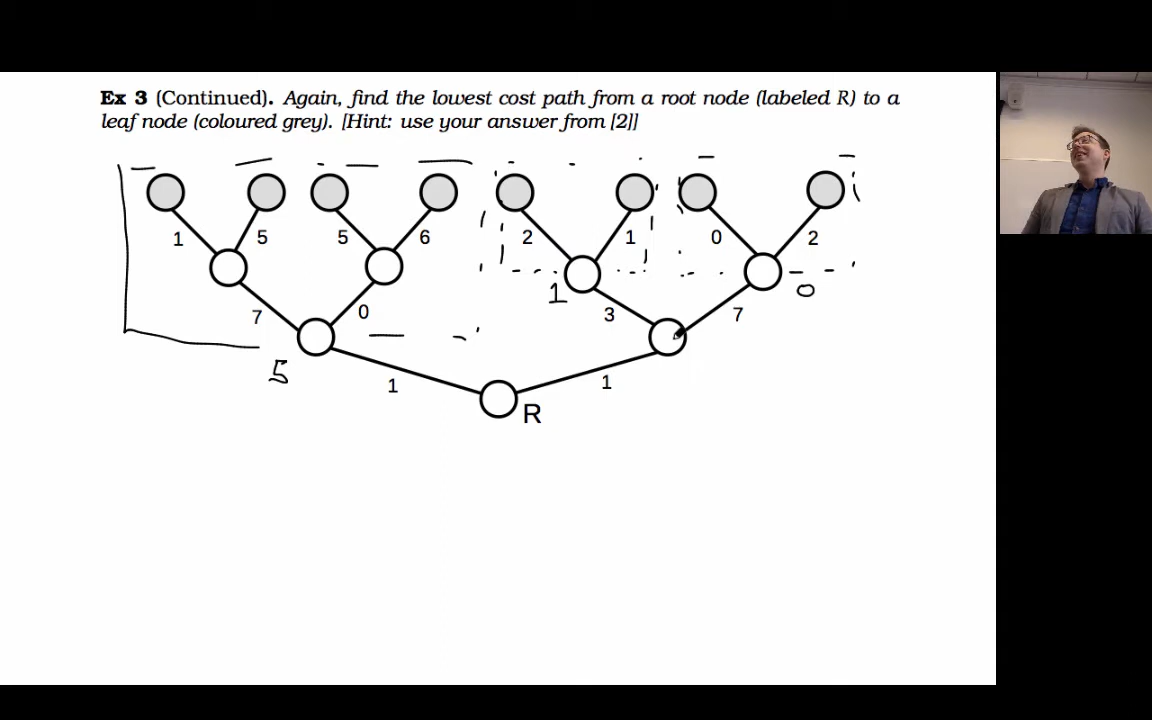 Ex 3 (Continued). Again, find the lowest cost path from a root node (labeled R) to a
leaf node (coloured grey). [Hint: use your answer from [2]]
1 5 5 6 2 1 0 2
1 0
7 0 3 7
5
1 1
R